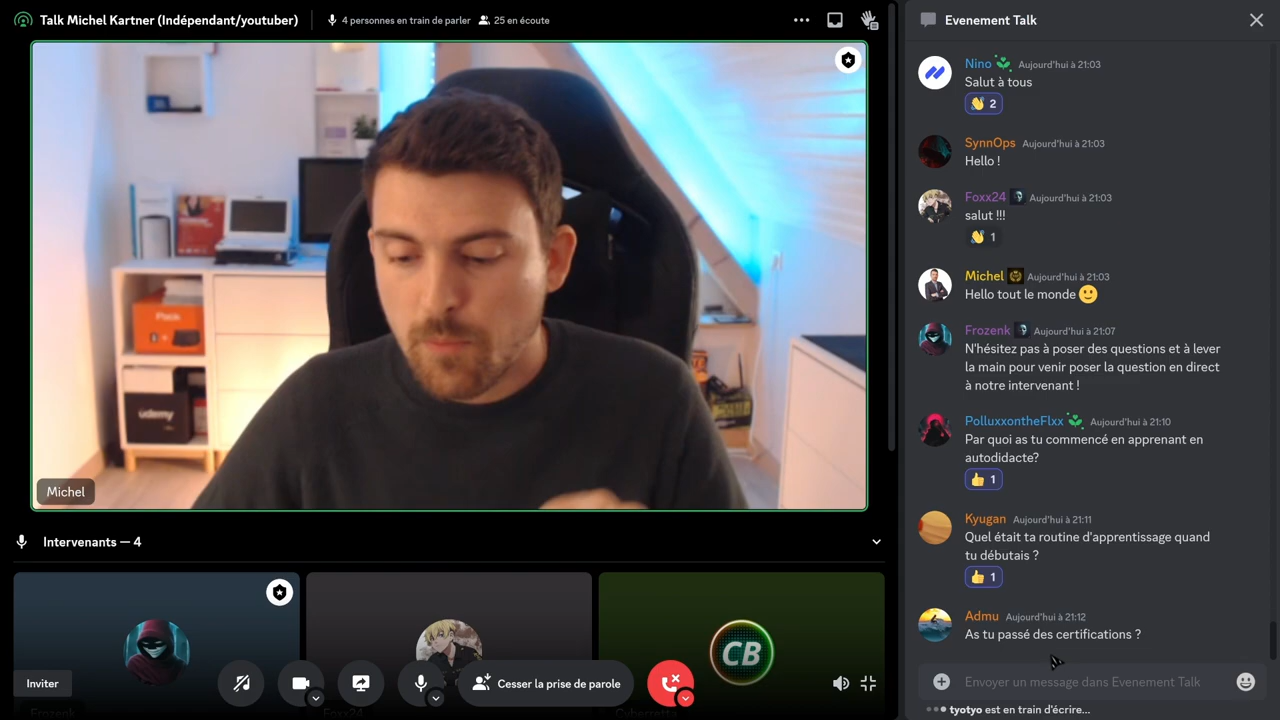 Talk Michel Kartner (Indépendant/youtuber)
4 personnes en train de parler
25 en écoute
Pack
udemy
Michel
Intervenants — 4
CB
Inviter
Cesser la prise de parole
Foxx24
Evenement Talk
Nino Aujourd'hui à 21:03
Salut à tous
2
SynnOps Aujourd'hui à 21:03
Hello !
Foxx24 Aujourd'hui à 21:03
salut !!!
1
Michel Aujourd'hui à 21:03
Hello tout le monde
Frozenk Aujourd'hui à 21:07
N'hésitez pas à poser des questions et à lever
la main pour venir poser la question en direct
à notre intervenant !
PolluxxontheFlxx Aujourd'hui à 21:10
Par quoi as tu commencé en apprenant en
autodidacte?
1
Kyugan Aujourd'hui à 21:11
Quel était ta routine d'apprentissage quand
tu débutais ?
1
Admu Aujourd'hui à 21:12
As tu passé des certifications ?
Envoyer un message dans Evenement Talk
tyotyo est en train d'écrire...